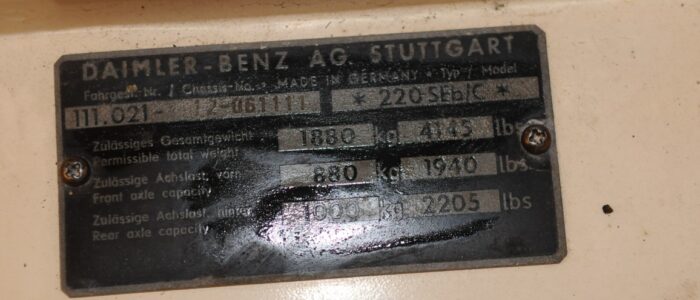 DAIMLER-BENZ AG STUTTGART
Fahrgest.-Nr. / Chassis-No. • MADE IN GERMANY • Typ / Model
111.021- 12-061111 * 220 SEb/C *
Zulässiges Gesamtgewicht 1880 kg 4145 lbs
Permissible total weight
Zulässige Achslast vorn 880 kg 1940 lbs
Front axle capacity
Zulässige Achslast hinten 1000 kg 2205 lbs
Rear axle capacity